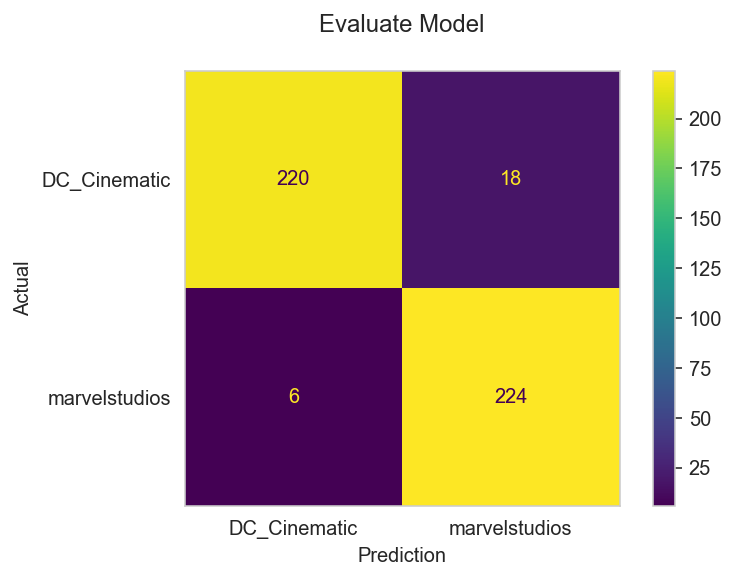 Evaluate Model
DC_Cinematic
220
18
marvelstudios
6
224
DC_Cinematic
marvelstudios
Prediction
Actual
200
175
150
125
100
75
50
25